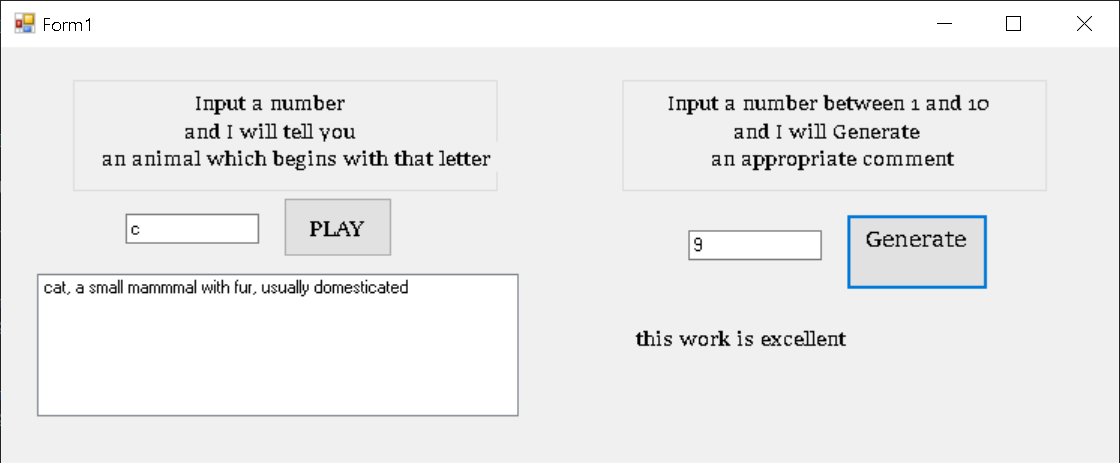 Form1
Input a number
and I will tell you
an animal which begins with that letter
c
PLAY
cat, a small mammmal with fur, usually domesticated
Input a number between 1 and 10
and I will Generate
an appropriate comment
9
Generate
this work is excellent